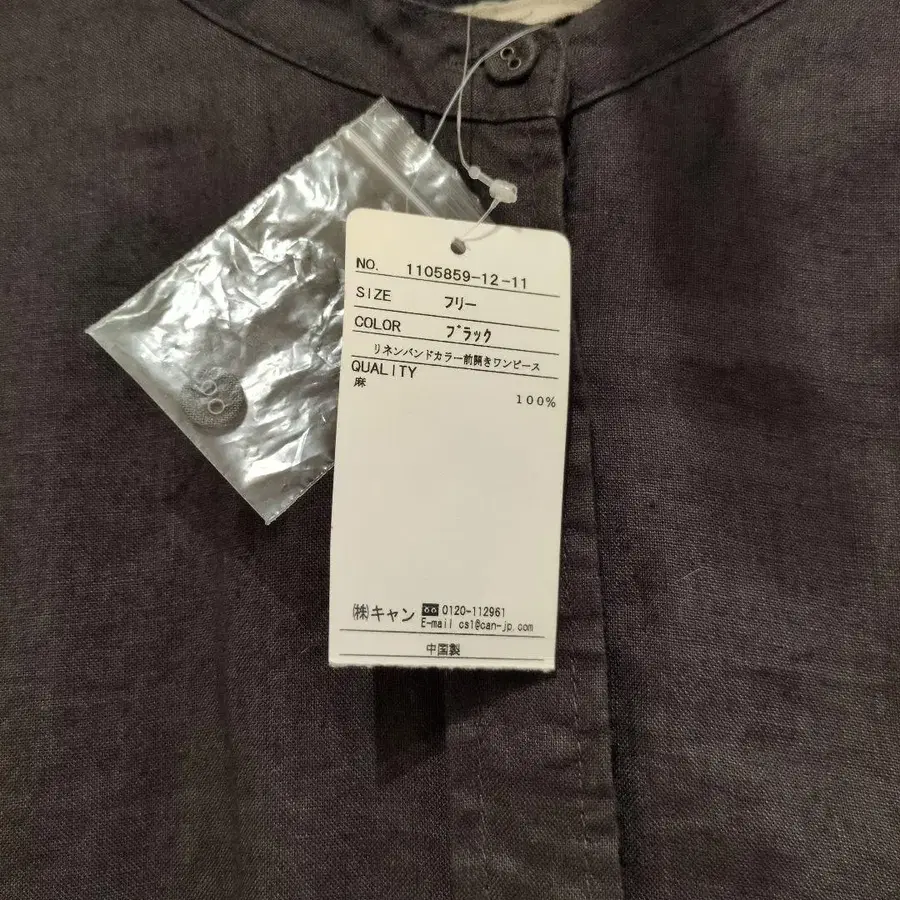 NO. 1105859-12-11
SIZE フリー
COLOR ブラック
リネンバンドカラー前開きワンピース
QUALITY
麻
100%
㈱キャン 0120-112961
E-mail cs1@can-jp.com
中国製